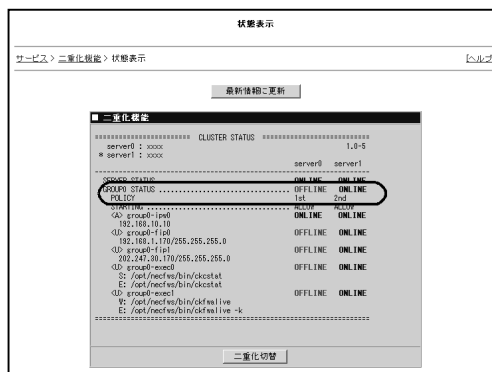 状態表示
サービス > 二重化機能 > 状態表示 [ヘルプ
最新情報に更新
■ 二重化機能
======================== CLUSTER STATUS ===========================
server0 : xxxx 1.0-5
* server1 : xxxx
server0 server1
-------------------------------------------------------------------
SERVER STATUS ONLINE ONLINE
GROUP0 STATUS ............................... OFFLINE ONLINE
POLICY 1st 2nd
STARTING ................................. ALLOW ALLOW
<A> group0-ipw0 ONLINE ONLINE
192.168.10.10
<U> group0-fip0 OFFLINE ONLINE
192.168.1.170/255.255.255.0
<U> group0-fip1 OFFLINE ONLINE
202.247.30.170/255.255.255.0
<U> group0-exec0 OFFLINE ONLINE
S: /opt/necfws/bin/ckcstat
E: /opt/necfws/bin/ckcstat
<U> group0-exec1 OFFLINE ONLINE
W: /opt/necfws/bin/ckfwalive
E: /opt/necfws/bin/ckfwalive -k
===================================================================
二重化切替